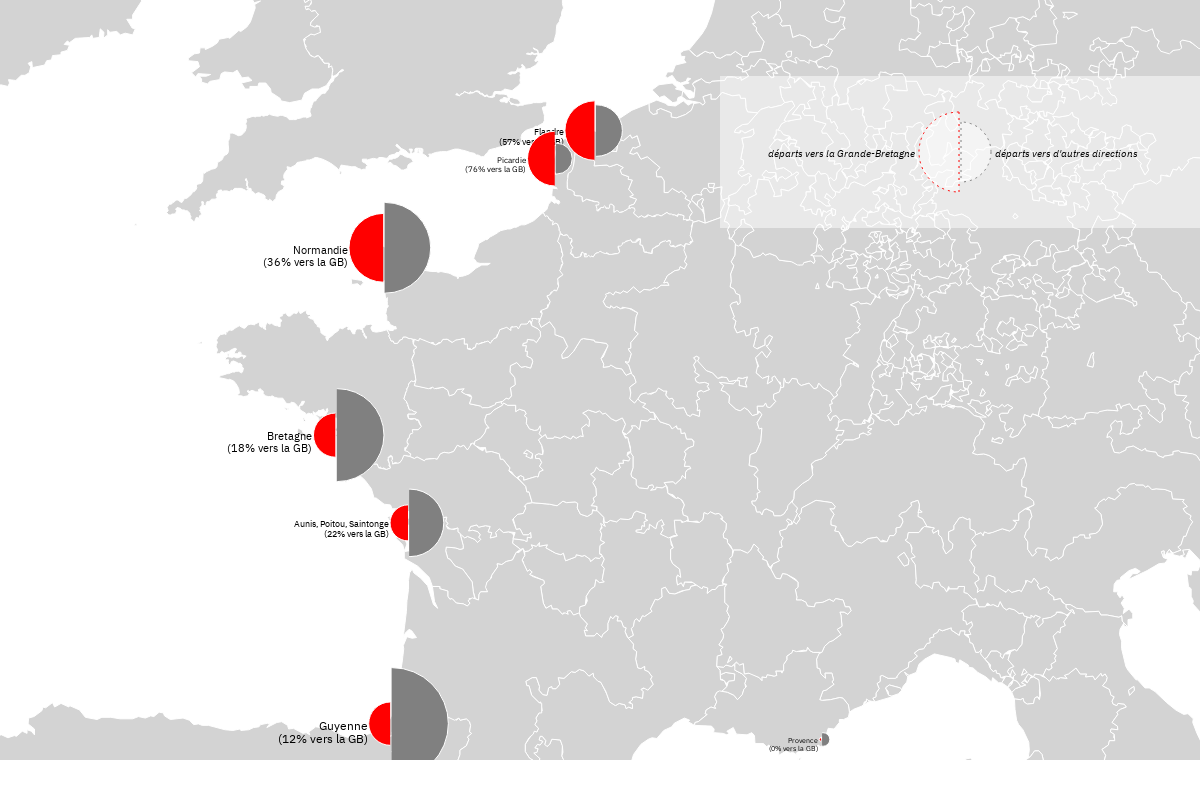 départs vers la Grande-Bretagne
départs vers d'autres directions
Flandre
(57% vers la GB)
Picardie
(76% vers la GB)
Normandie
(36% vers la GB)
Bretagne
(18% vers la GB)
Aunis, Poitou, Saintonge
(22% vers la GB)
Guyenne
(12% vers la GB)
Provence
(0% vers la GB)